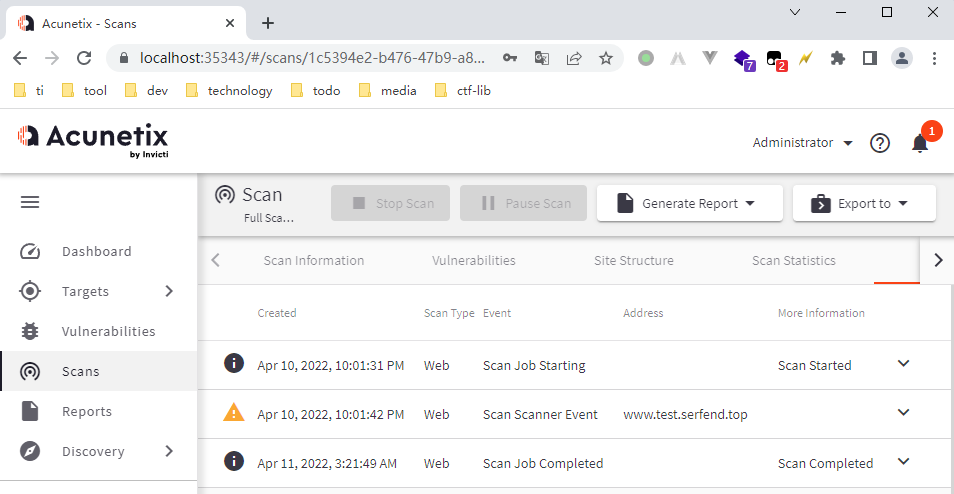 Acunetix - Scans
localhost:35343/#/scans/1c5394e2-b476-47b9-a8...
7
2
ti
tool
dev
technology
todo
media
ctf-lib
Acunetix
by Invicti
Administrator
1
Scan
Full Sca...
Stop Scan
Pause Scan
Generate Report
Export to
Dashboard
Targets
Vulnerabilities
Scans
Reports
Discovery
Scan Information Vulnerabilities Site Structure Scan Statistics
Created Scan Type Event Address More Information
Apr 10, 2022, 10:01:31 PM Web Scan Job Starting Scan Started
Apr 10, 2022, 10:01:42 PM Web Scan Scanner Event www.test.serfend.top
Apr 11, 2022, 3:21:49 AM Web Scan Job Completed Scan Completed